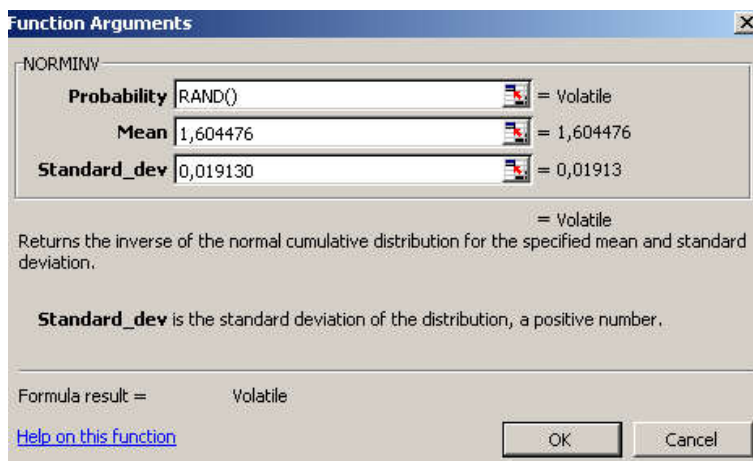 Function Arguments
NORMINV
Probability RAND() = Volatile
Mean 1,604476 = 1,604476
Standard_dev 0,019130 = 0,01913
= Volatile
Returns the inverse of the normal cumulative distribution for the specified mean and standard
deviation.
Standard_dev is the standard deviation of the distribution, a positive number.
Formula result = Volatile
Help on this function OK Cancel